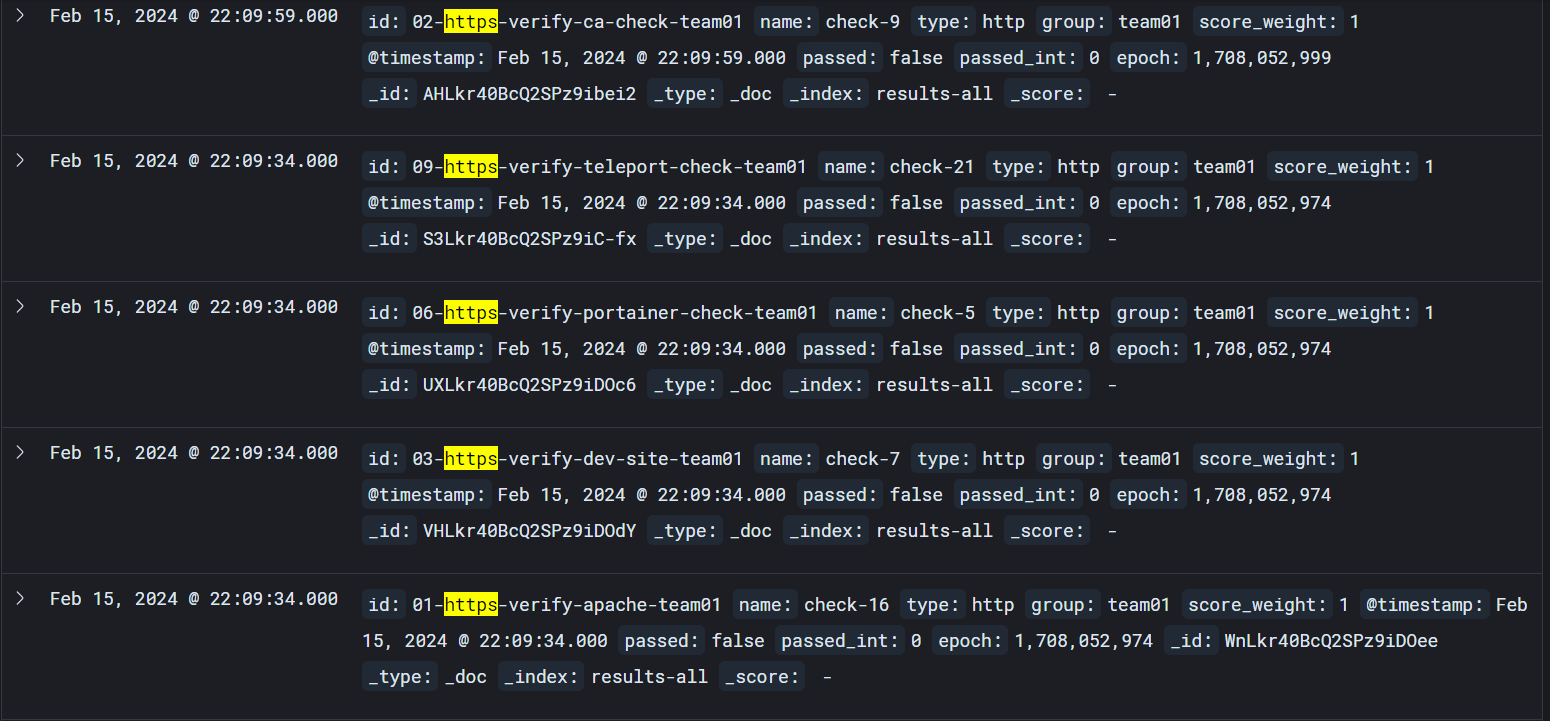 Feb 15, 2024 @ 22:09:59.000 id: 02-https-verify-ca-check-team01 name: check-9 type: http group: team01 score_weight: 1
@timestamp: Feb 15, 2024 @ 22:09:59.000 passed: false passed_int: 0 epoch: 1,708,052,999
_id: AHLkr40BcQ2SPz9ibei2 _type: _doc _index: results-all _score: -
Feb 15, 2024 @ 22:09:34.000 id: 09-https-verify-teleport-check-team01 name: check-21 type: http group: team01 score_weight: 1
@timestamp: Feb 15, 2024 @ 22:09:34.000 passed: false passed_int: 0 epoch: 1,708,052,974
_id: S3Lkr40BcQ2SPz9iC-fx _type: _doc _index: results-all _score: -
Feb 15, 2024 @ 22:09:34.000 id: 06-https-verify-portainer-check-team01 name: check-5 type: http group: team01 score_weight: 1
@timestamp: Feb 15, 2024 @ 22:09:34.000 passed: false passed_int: 0 epoch: 1,708,052,974
_id: UXLkr40BcQ2SPz9iDOc6 _type: _doc _index: results-all _score: -
Feb 15, 2024 @ 22:09:34.000 id: 03-https-verify-dev-site-team01 name: check-7 type: http group: team01 score_weight: 1
@timestamp: Feb 15, 2024 @ 22:09:34.000 passed: false passed_int: 0 epoch: 1,708,052,974
_id: VHLkr40BcQ2SPz9iDOdY _type: _doc _index: results-all _score: -
Feb 15, 2024 @ 22:09:34.000 id: 01-https-verify-apache-team01 name: check-16 type: http group: team01 score_weight: 1 @timestamp: Feb
15, 2024 @ 22:09:34.000 passed: false passed_int: 0 epoch: 1,708,052,974 _id: WnLkr40BcQ2SPz9iDOee
_type: _doc _index: results-all _score: -